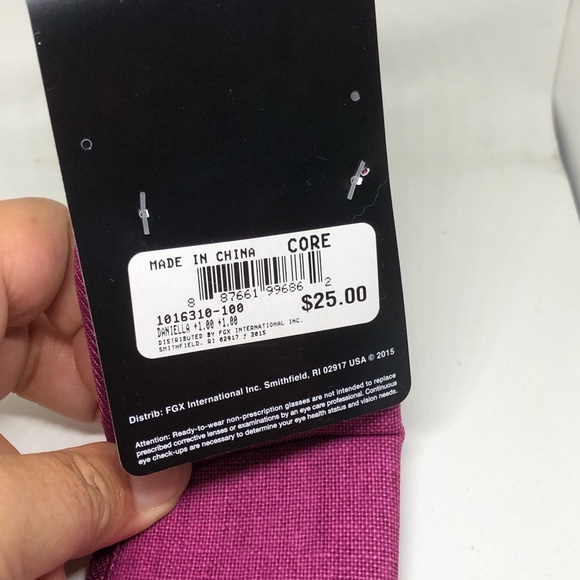 MADE IN CHINA CORE
8 87661 99686 2
1016310-100 $25.00
DANIELLA +1.00 +1.00
DISTRIBUTED BY FGX INTERNATIONAL INC.
SMITHFIELD, RI 02917 / 2015
Distrib: FGX International Inc. Smithfield, RI 02917 USA © 2015
Attention: Ready-to-wear non-prescription glasses are not intended to replace
prescribed corrective lenses or examinations by an eye care professional. Continuous
eye check-ups are necessary to determine your eye health status and vision needs.